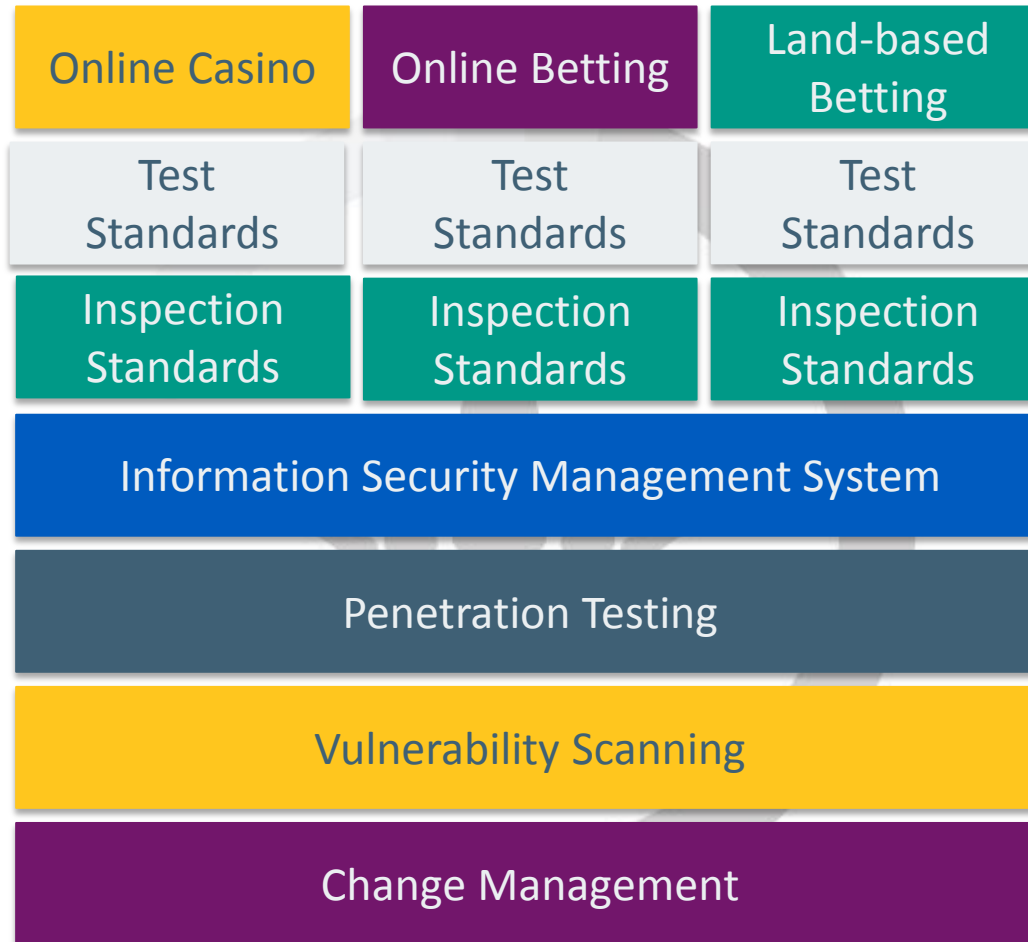 Online Casino
Online Betting
Land-based
Betting
Test
Standards
Test
Standards
Test
Standards
Inspection
Standards
Inspection
Standards
Inspection
Standards
Information Security Management System
Penetration Testing
Vulnerability Scanning
Change Management